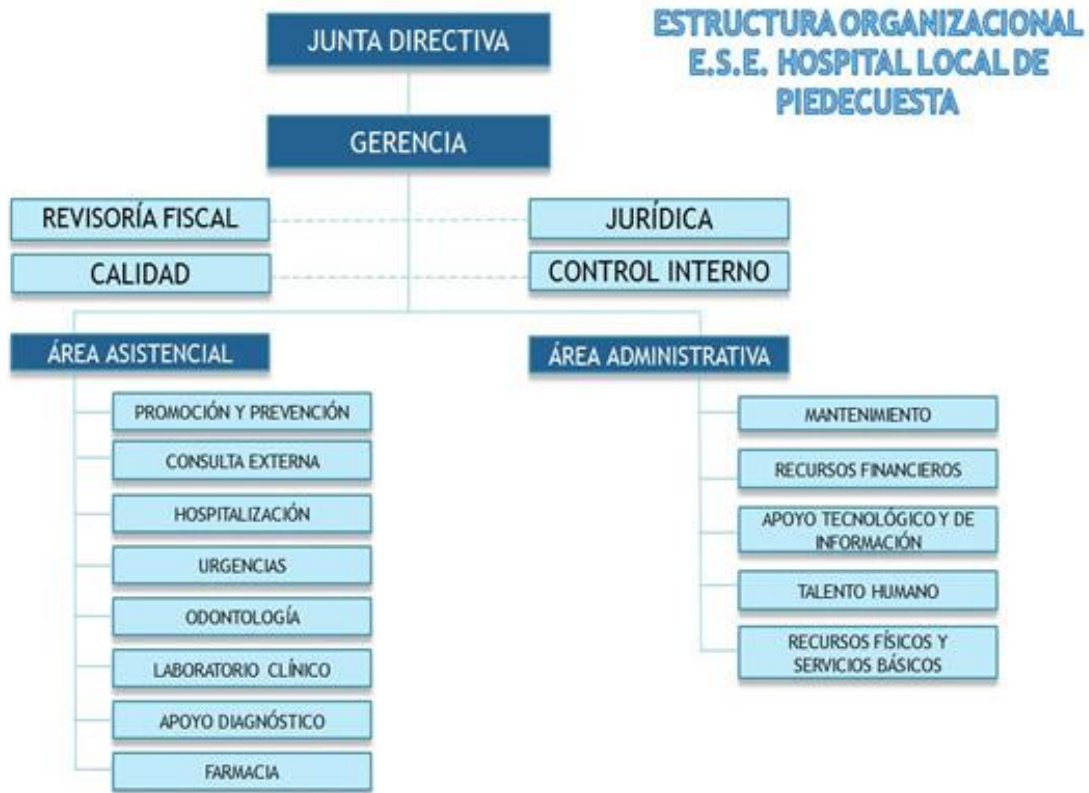 ESTRUCTURA ORGANIZACIONAL
E.S.E. HOSPITAL LOCAL DE
PIEDECUESTA
JUNTA DIRECTIVA
GERENCIA
REVISORÍA FISCAL
JURÍDICA
CALIDAD
CONTROL INTERNO
ÁREA ASISTENCIAL
PROMOCIÓN Y PREVENCIÓN
CONSULTA EXTERNA
HOSPITALIZACIÓN
URGENCIAS
ODONTOLOGÍA
LABORATORIO CLÍNICO
APOYO DIAGNÓSTICO
FARMACIA
ÁREA ADMINISTRATIVA
MANTENIMIENTO
RECURSOS FINANCIEROS
APOYO TECNOLÓGICO Y DE
INFORMACIÓN
TALENTO HUMANO
RECURSOS FÍSICOS Y
SERVICIOS BÁSICOS